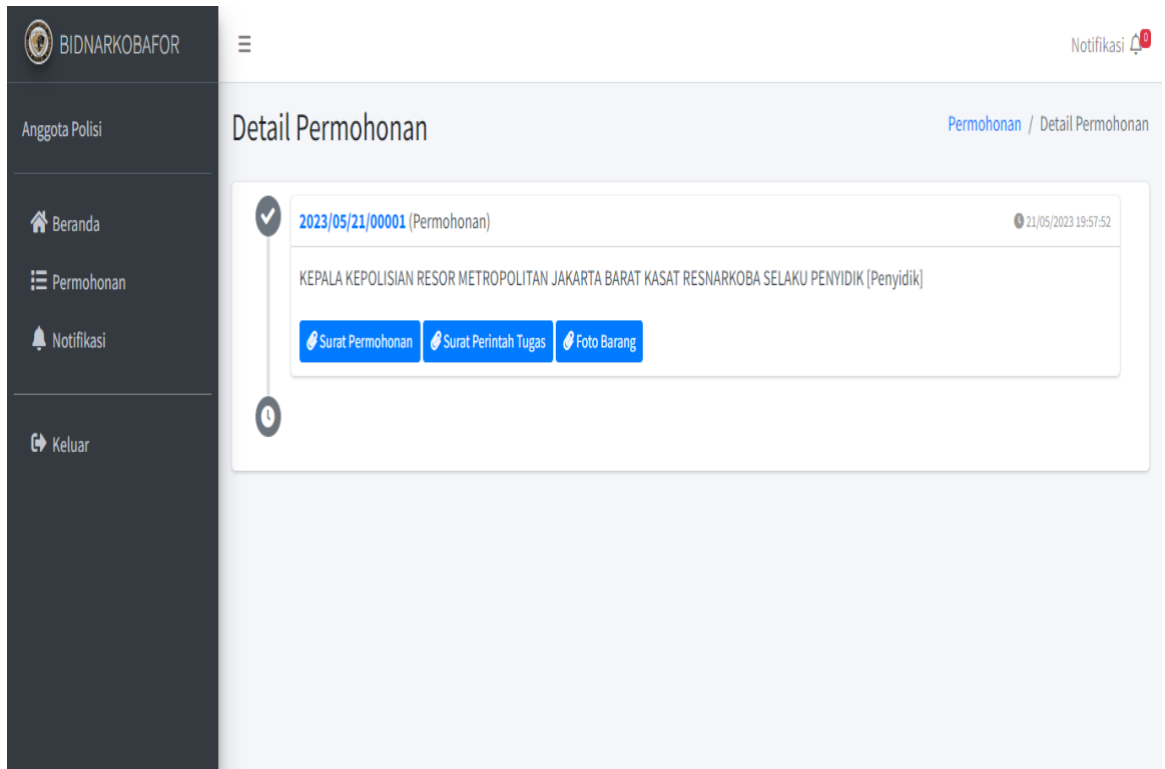 BIDNARKOBAFOR
Notifikasi 0
Anggota Polisi
Detail Permohonan
Permohonan / Detail Permohonan
Beranda
Permohonan
Notifikasi
Keluar
2023/05/21/00001 (Permohonan)
21/05/2023 19:57:52
KEPALA KEPOLISIAN RESOR METROPOLITAN JAKARTA BARAT KASAT RESNARKOBA SELAKU PENYIDIK [Penyidik]
Surat Permohonan Surat Perintah Tugas Foto Barang